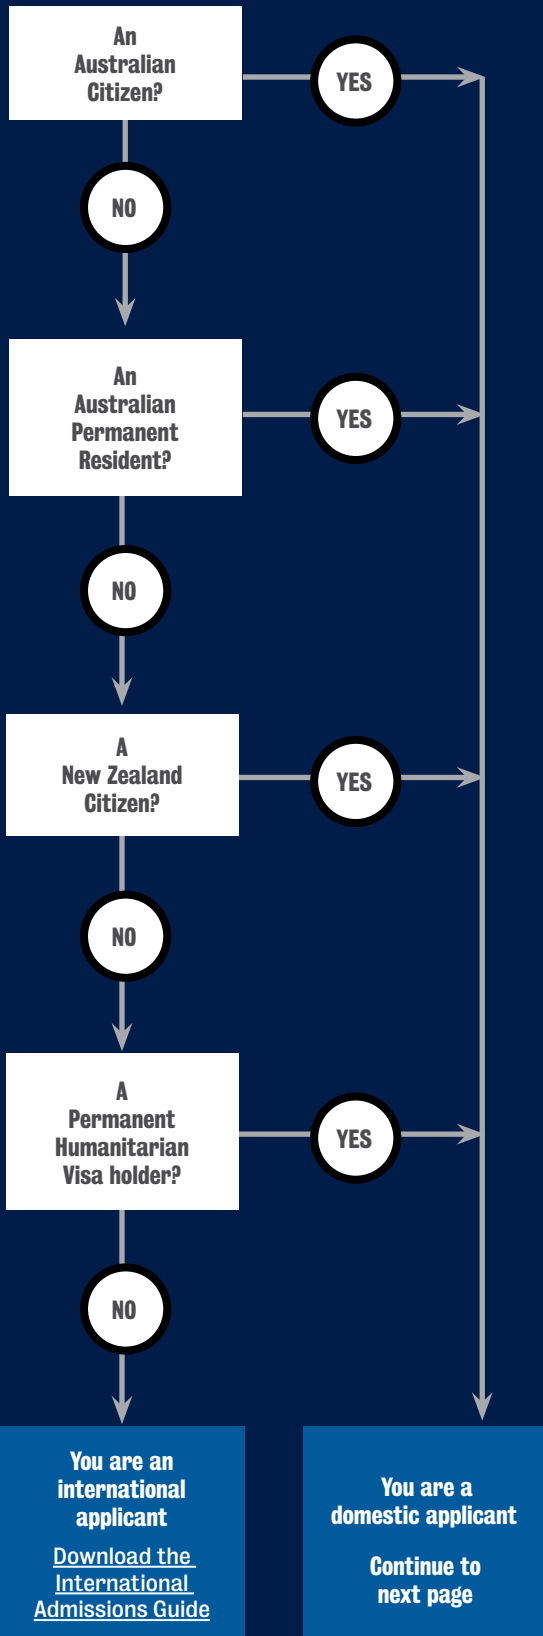 An
Australian
Citizen?
YES
NO
An
Australian
Permanent
Resident?
YES
NO
A
New Zealand
Citizen?
YES
NO
A
Permanent
Humanitarian
Visa holder?
YES
NO
You are an
international
applicant
Download the
International
Admissions Guide
You are a
domestic applicant
Continue to
next page